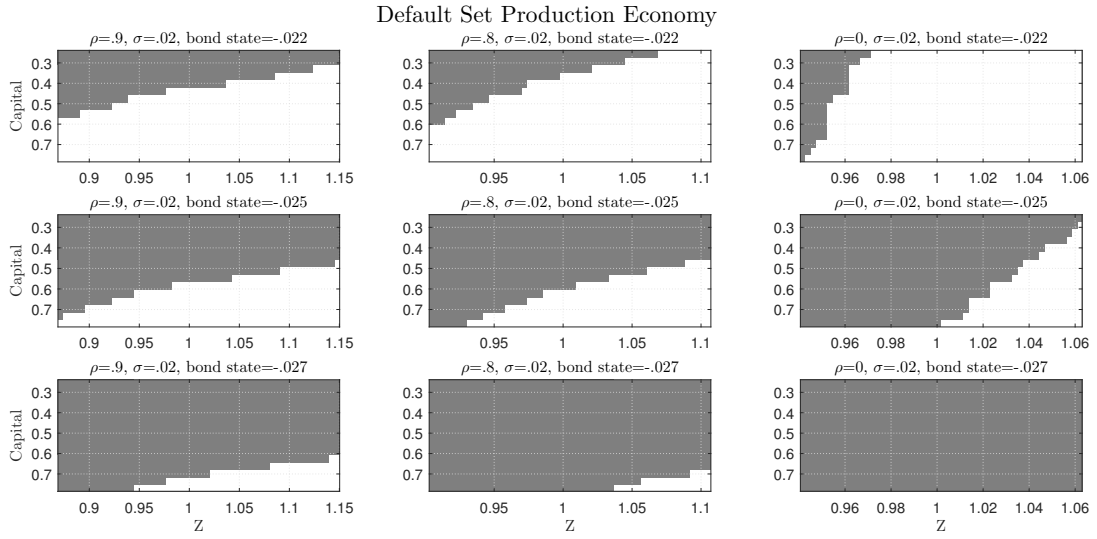 Default Set Production Economy
ρ=.9, σ=.02, bond state=-.022
ρ=.8, σ=.02, bond state=-.022
ρ=0, σ=.02, bond state=-.022
Capital
0.3
0.4
0.5
0.6
0.7
0.9 0.95 1 1.05 1.1 1.15
0.95 1 1.05 1.1
0.96 0.98 1 1.02 1.04 1.06
ρ=.9, σ=.02, bond state=-.025
ρ=.8, σ=.02, bond state=-.025
ρ=0, σ=.02, bond state=-.025
Capital
0.3
0.4
0.5
0.6
0.7
0.9 0.95 1 1.05 1.1 1.15
0.95 1 1.05 1.1
0.96 0.98 1 1.02 1.04 1.06
ρ=.9, σ=.02, bond state=-.027
ρ=.8, σ=.02, bond state=-.027
ρ=0, σ=.02, bond state=-.027
Capital
0.3
0.4
0.5
0.6
0.7
0.9 0.95 1 1.05 1.1 1.15
0.95 1 1.05 1.1
0.96 0.98 1 1.02 1.04 1.06
Z
Z
Z